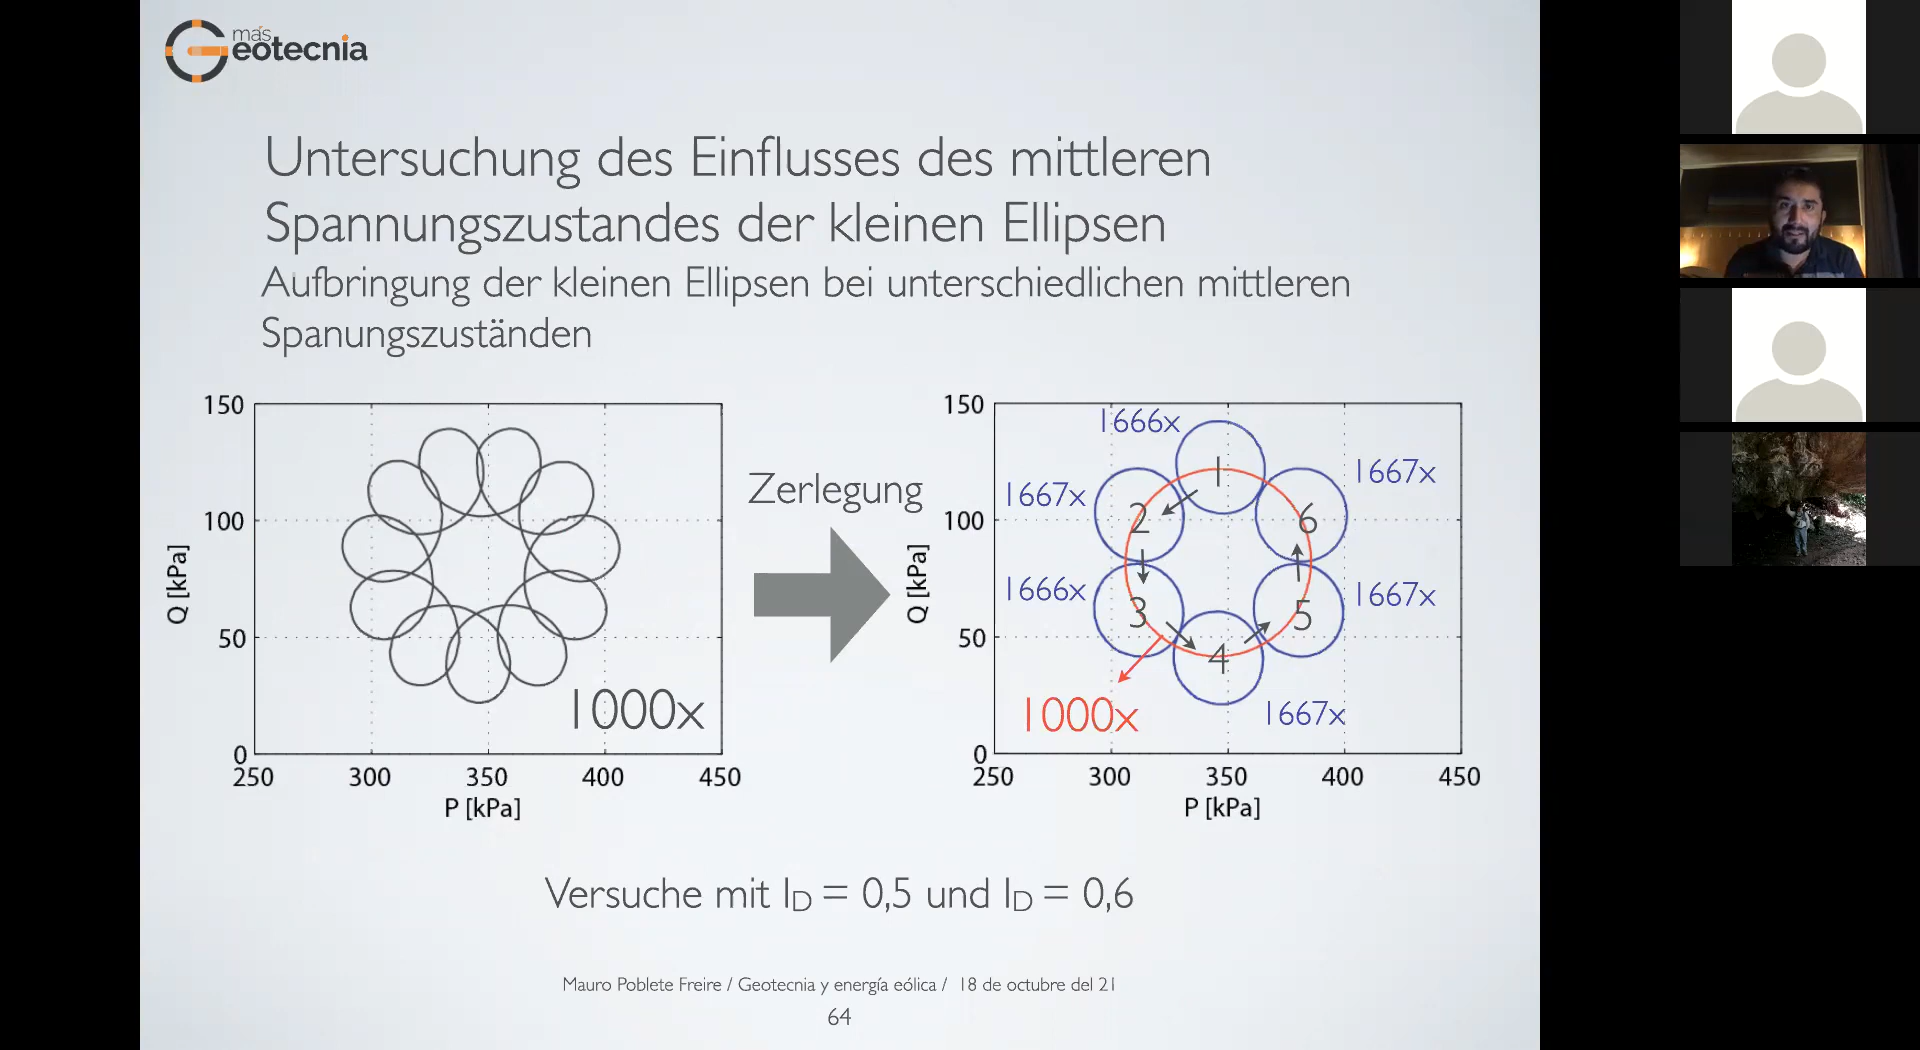 más
Geotecnia
Untersuchung des Einflusses des mittleren
Spannungszustandes der kleinen Ellipsen
Aufbringung der kleinen Ellipsen bei unterschiedlichen mittleren
Spanungszuständen
150
100
50
0
Q [kPa]
250 300 350 400 450
P [kPa]
1000x
Zerlegung
150
100
50
0
Q [kPa]
250 300 350 400 450
P [kPa]
1666x
1667x
1667x
1666x
1667x
1667x
1
2
6
3
5
4
1000x
Versuche mit ID = 0,5 und ID = 0,6
Mauro Poblete Freire / Geotecnia y energía eólica / 18 de octubre del 21
64